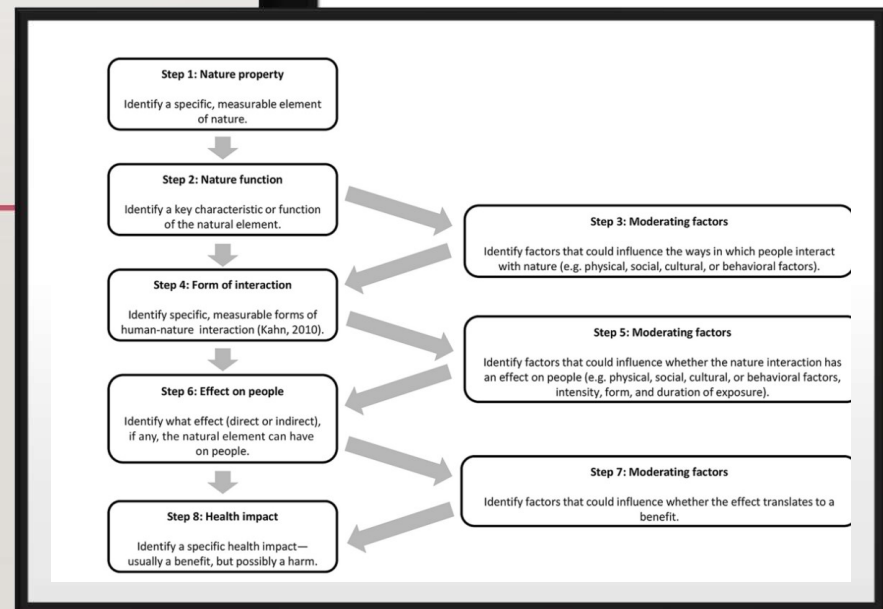 Step 1: Nature property
Identify a specific, measurable element
of nature.
Step 2: Nature function
Identify a key characteristic or function
of the natural element.
Step 3: Moderating factors
Identify factors that could influence the ways in which people interact
with nature (e.g. physical, social, cultural, or behavioral factors).
Step 4: Form of interaction
Identify specific, measurable forms of
human-nature interaction (Kahn, 2010).
Step 5: Moderating factors
Identify factors that could influence whether the nature interaction has
an effect on people (e.g. physical, social, cultural, or behavioral factors,
intensity, form, and duration of exposure).
Step 6: Effect on people
Identify what effect (direct or indirect),
if any, the natural element can have
on people.
Step 7: Moderating factors
Identify factors that could influence whether the effect translates to a
benefit.
Step 8: Health impact
Identify a specific health impact—
usually a benefit, but possibly a harm.